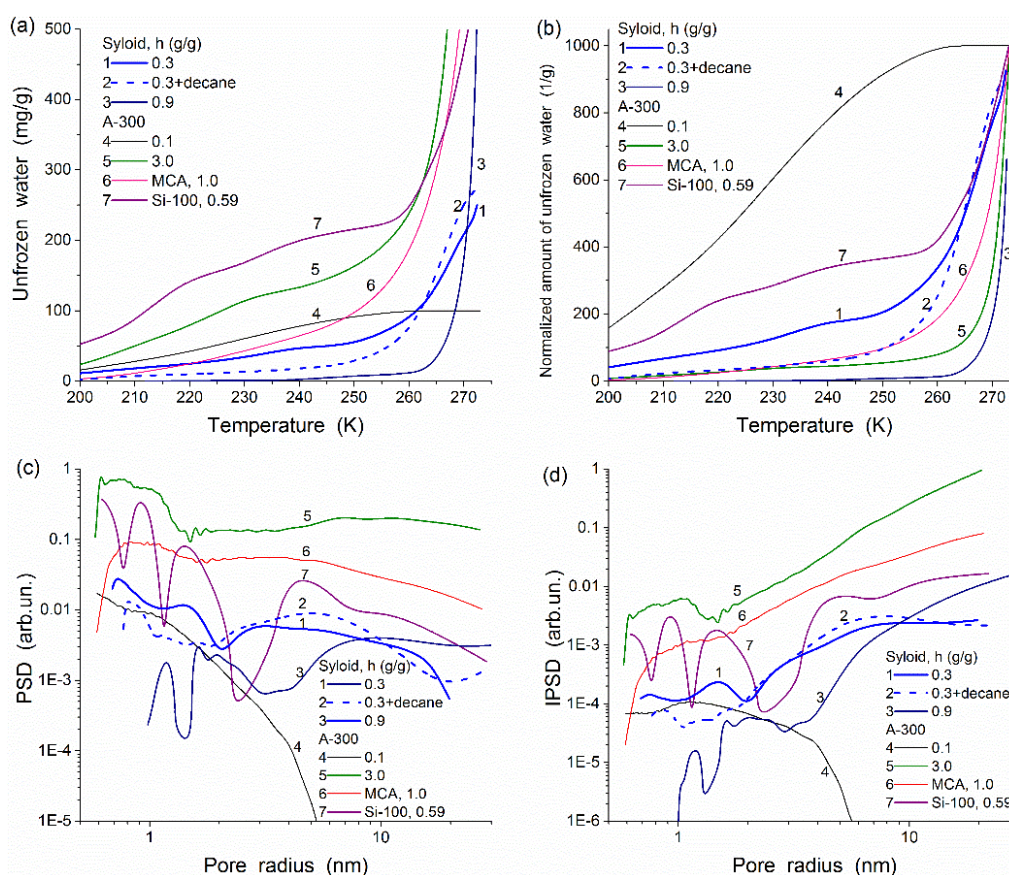 (a)
500
400
300
200
100
0
Unfrozen water (mg/g)
Syloid, h (g/g)
1 0.3
2 0.3+decane
3 0.9
A-300
4 0.1
5 3.0
6 MCA, 1.0
7 Si-100, 0.59
7
5
6
4
2
3
1
200 210 220 230 240 250 260 270
Temperature (K)
(b)
1000
800
600
400
200
0
Normalized amount of unfrozen water (1/g)
Syloid, h (g/g)
1 0.3
2 0.3+decane
3 0.9
A-300
4 0.1
5 3.0
6 MCA, 1.0
7 Si-100, 0.59
4
7
1
2
6
5
3
200 210 220 230 240 250 260 270
Temperature (K)
(c)
1
0.1
0.01
1E-3
1E-4
1E-5
PSD (arb.un.)
5
6
7
2
1
3
4
Syloid, h (g/g)
1 0.3
2 0.3+decane
3 0.9
A-300
4 0.1
5 3.0
6 MCA, 1.0
7 Si-100, 0.59
1 10
Pore radius (nm)
(d)
1
0.1
0.01
1E-3
1E-4
1E-5
1E-6
IPSD (arb.un.)
5
6
7
2
1
3
4
Syloid, h (g/g)
1 0.3
2 0.3+decane
3 0.9
A-300
4 0.1
5 3.0
6 MCA, 1.0
7 Si-100, 0.59
1 10
Pore radius (nm)